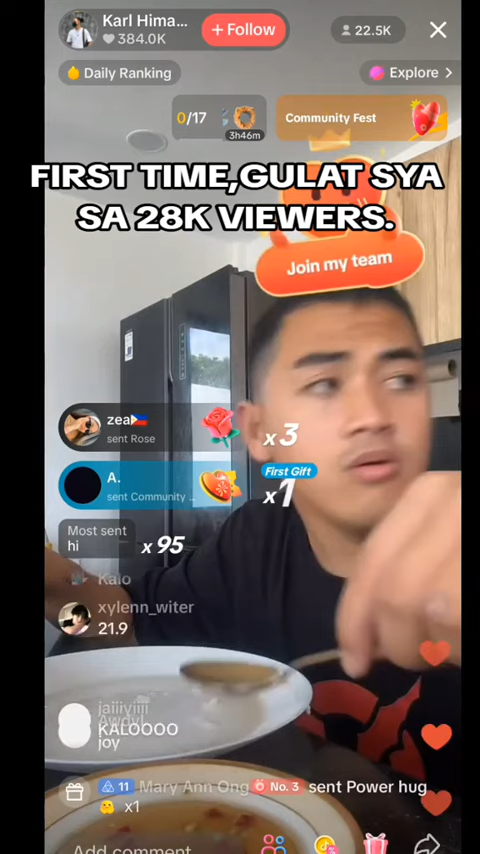 Karl Hima...
384.0K
+ Follow
22.5K
Daily Ranking
Explore
0/17
3h46m
Community Fest
FIRST TIME,GULAT SYA
SA 28K VIEWERS.
Join my team
zea🇵🇭
sent Rose
x3
First Gift
A.
sent Community ...
x1
Most sent
hi
x 95
Kalo
xylenn_witer
21.9
jaiiiyiiii
KALOOOO
joy
11 Mary Ann Ong No. 3 sent Power hug
x1
Add comment